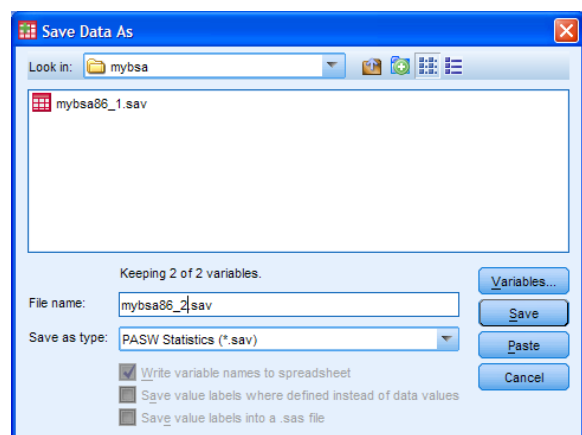 Save Data As
Look in: mybsa
mybsa86_1.sav
Keeping 2 of 2 variables.
Variables...
File name: mybsa86_2.sav
Save
Save as type: PASW Statistics (*.sav)
Paste
Write variable names to spreadsheet
Cancel
Save value labels where defined instead of data values
Save value labels into a .sas file